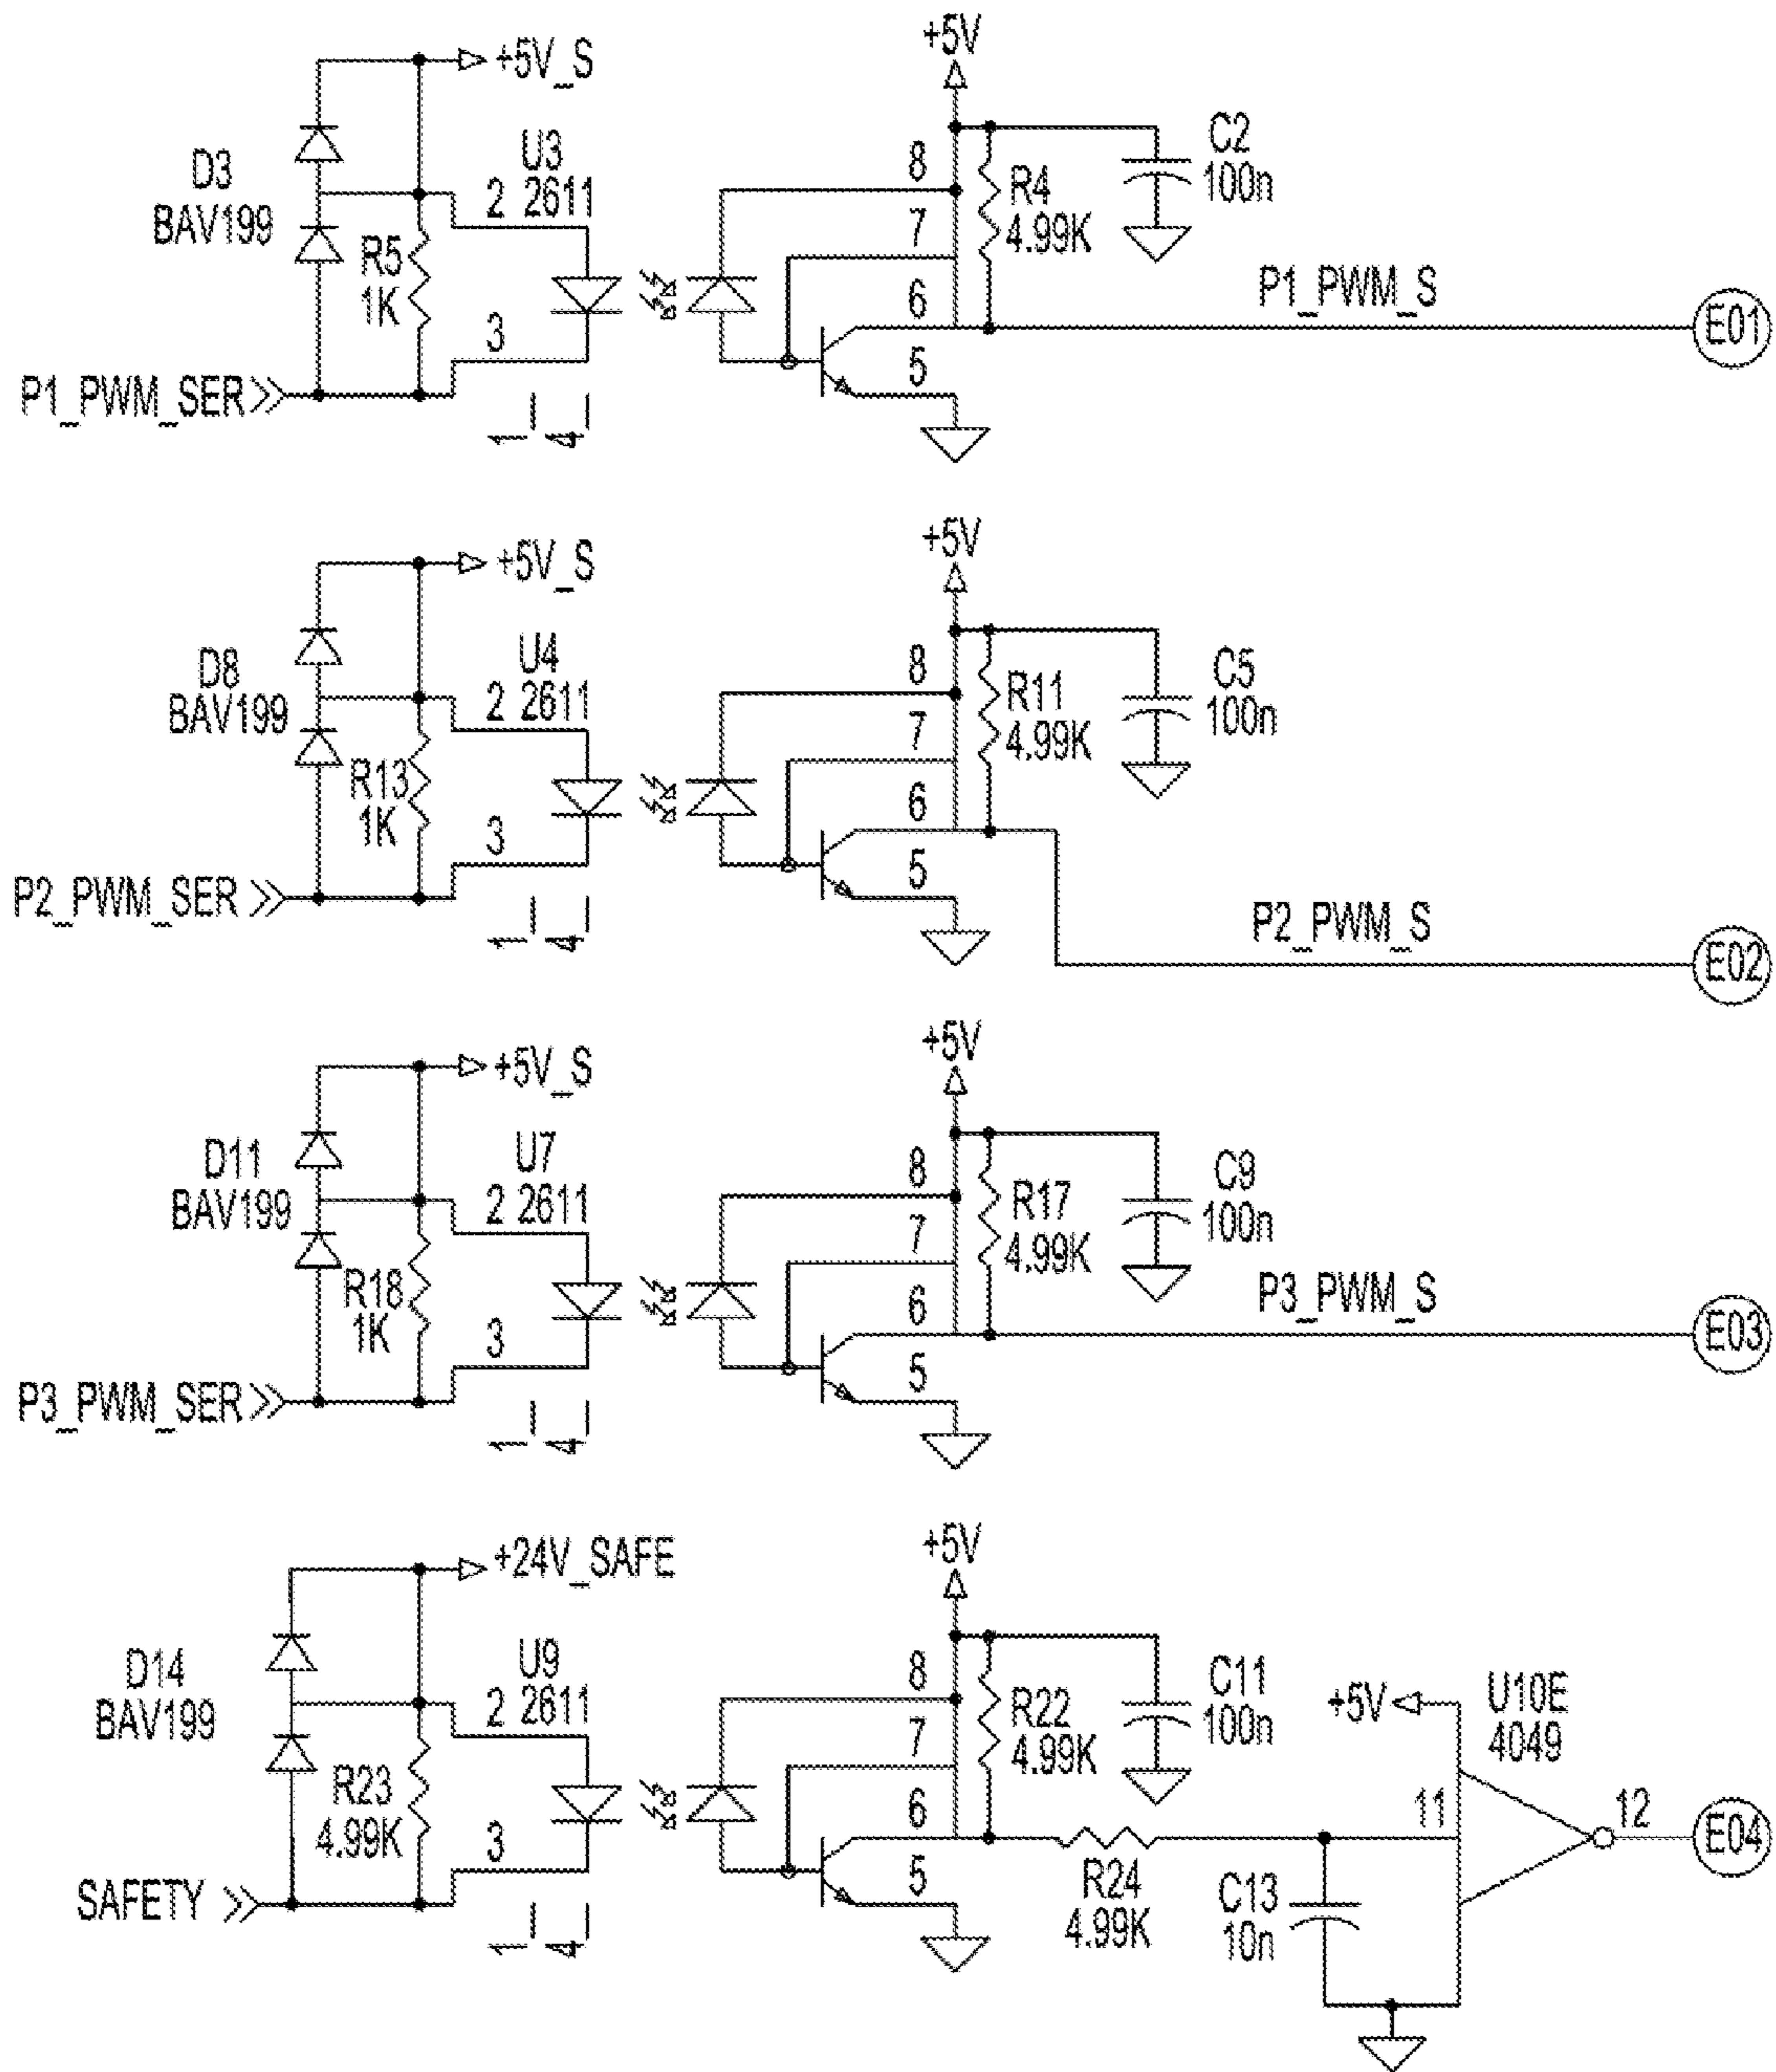 +5V_S
+5V
D3
BAV199
U3
2 2611
R5
1K
3
P1_PWM_SER
1 4
8
7
6
5
R4
4.99K
C2
100n
P1_PWM_S
E01
+5V_S
+5V
D8
BAV199
U4
2 2611
R13
1K
3
P2_PWM_SER
1 4
8
7
6
5
R11
4.99K
C5
100n
P2_PWM_S
E02
+5V_S
+5V
D11
BAV199
U7
2 2611
R18
1K
3
P3_PWM_SER
1 4
8
7
6
5
R17
4.99K
C9
100n
P3_PWM_S
E03
+24V_SAFE
+5V
D14
BAV199
U9
2 2611
R23
4.99K
3
SAFETY
1 4
8
7
6
5
R22
4.99K
C11
100n
R24
4.99K
C13
10n
+5V
U10E
4049
11
12
E04